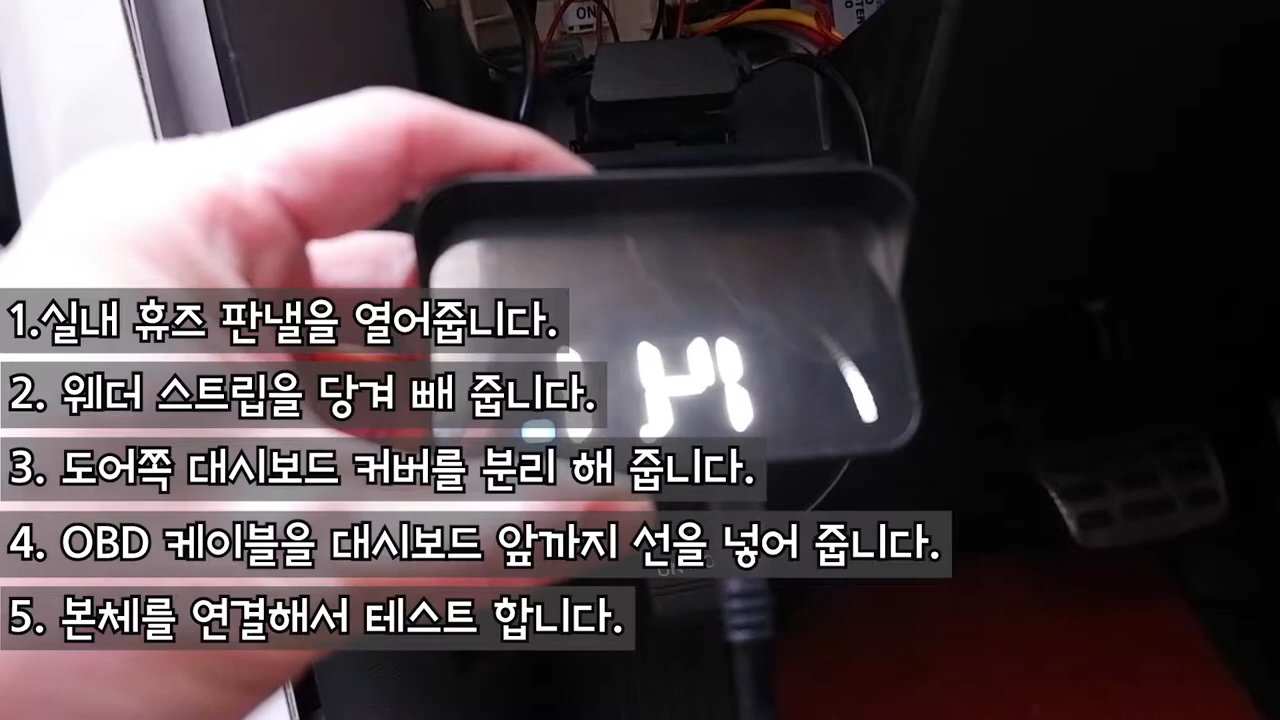 ON
1.실내 휴즈 판낼을 열어줍니다.
2. 웨더 스트립을 당겨 빼 줍니다.
3. 도어쪽 대시보드 커버를 분리 해 줍니다.
4. OBD 케이블을 대시보드 앞까지 선을 넣어 줍니다.
5. 본체를 연결해서 테스트 합니다.